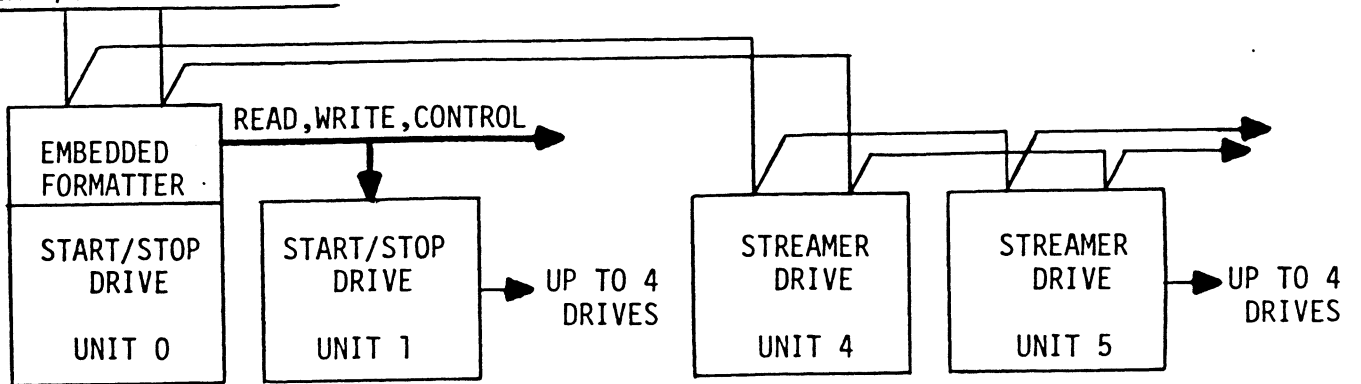 READ,WRITE,CONTROL
EMBEDDED
FORMATTER
START/STOP
DRIVE
UNIT 0
START/STOP
DRIVE
UNIT 1
UP TO 4
DRIVES
STREAMER
DRIVE
UNIT 4
STREAMER
DRIVE
UNIT 5
UP TO 4
DRIVES